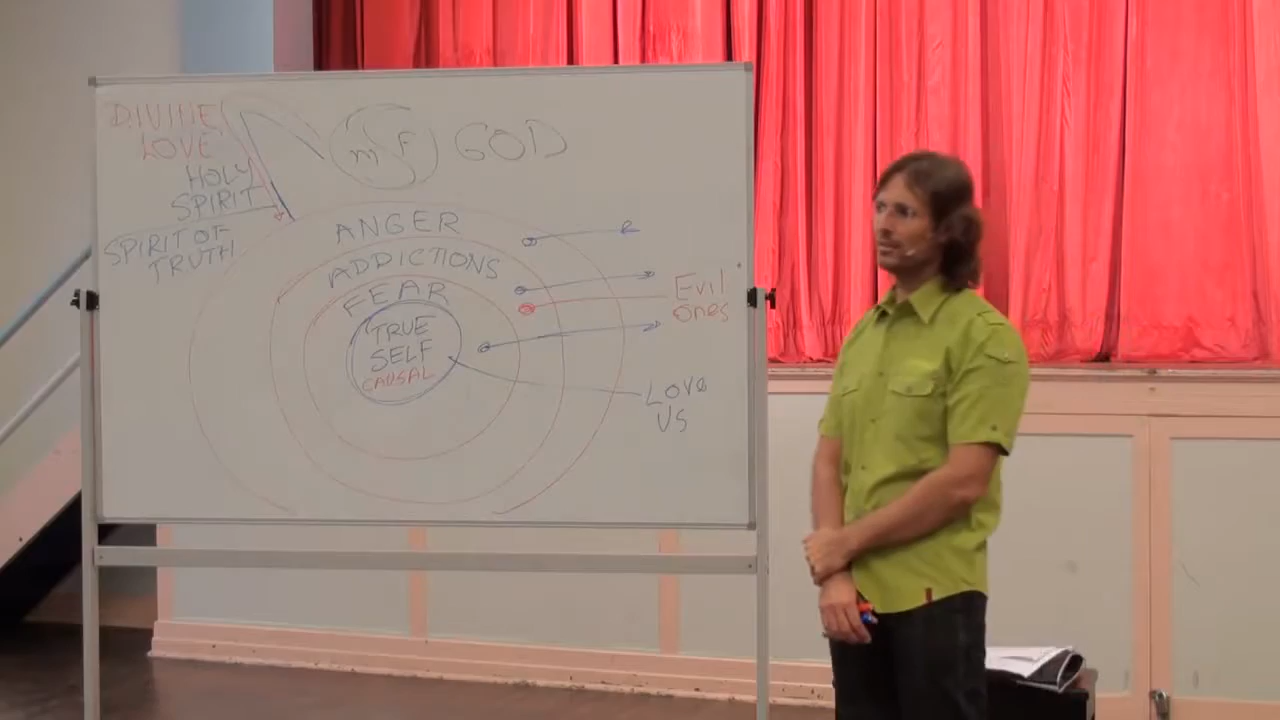 DIVINE
LOVE
HOLY
SPIRIT
SPIRIT OF
TRUTH
m F
GOD
ANGER
ADDICTIONS
FEAR
TRUE
SELF
CAUSAL
Evil
ones
Love
US